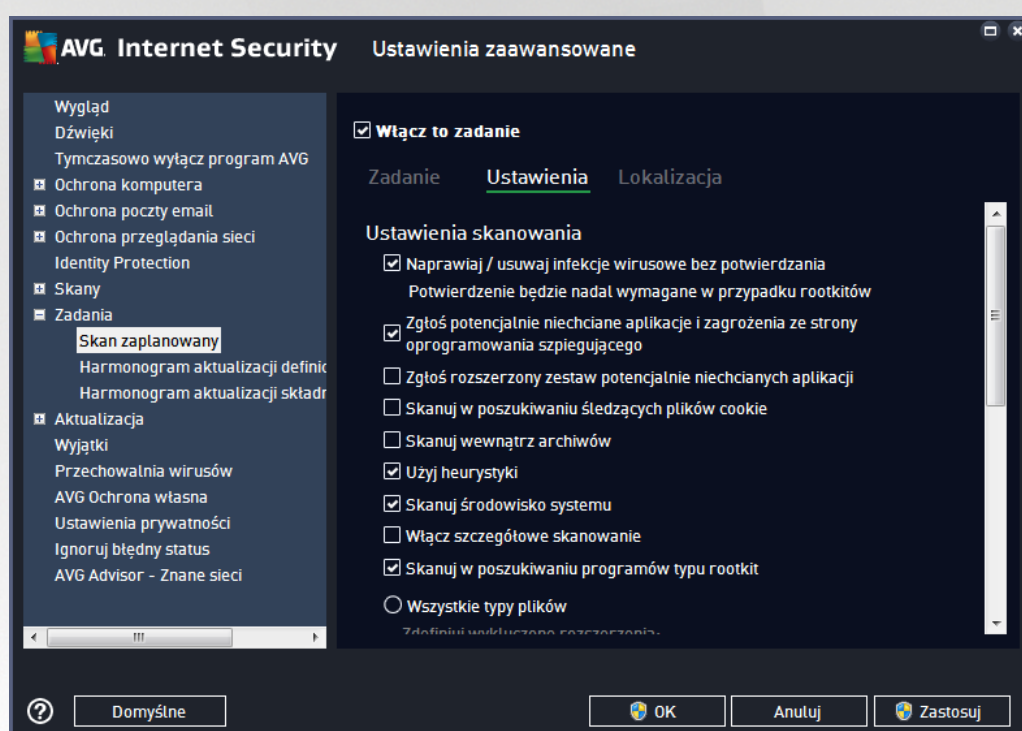 AVG. Internet Security
Ustawienia zaawansowane
Wygląd
Dźwięki
Tymczasowo wyłącz program AVG
Ochrona komputera
Ochrona poczty email
Ochrona przeglądania sieci
Identity Protection
Skany
Zadania
Skan zaplanowany
Harmonogram aktualizacji definic
Harmonogram aktualizacji składn
Aktualizacja
Wyjątki
Przechowalnia wirusów
AVG Ochrona własna
Ustawienia prywatności
Ignoruj błędny status
AVG Advisor - Znane sieci
Włącz to zadanie
Zadanie
Ustawienia
Lokalizacja
Ustawienia skanowania
Naprawiaj / usuwaj infekcje wirusowe bez potwierdzania
Potwierdzenie będzie nadal wymagane w przypadku rootkitów
Zgłoś potencjalnie niechciane aplikacje i zagrożenia ze strony
oprogramowania szpiegującego
Zgłoś rozszerzony zestaw potencjalnie niechcianych aplikacji
Skanuj w poszukiwaniu śledzących plików cookie
Skanuj wewnątrz archiwów
Użyj heurystyki
Skanuj środowisko systemu
Włącz szczegółowe skanowanie
Skanuj w poszukiwaniu programów typu rootkit
Wszystkie typy plików
Zdefiniuj wykluczone rozszerzenia:
Domyślne
OK
Anuluj
Zastosuj